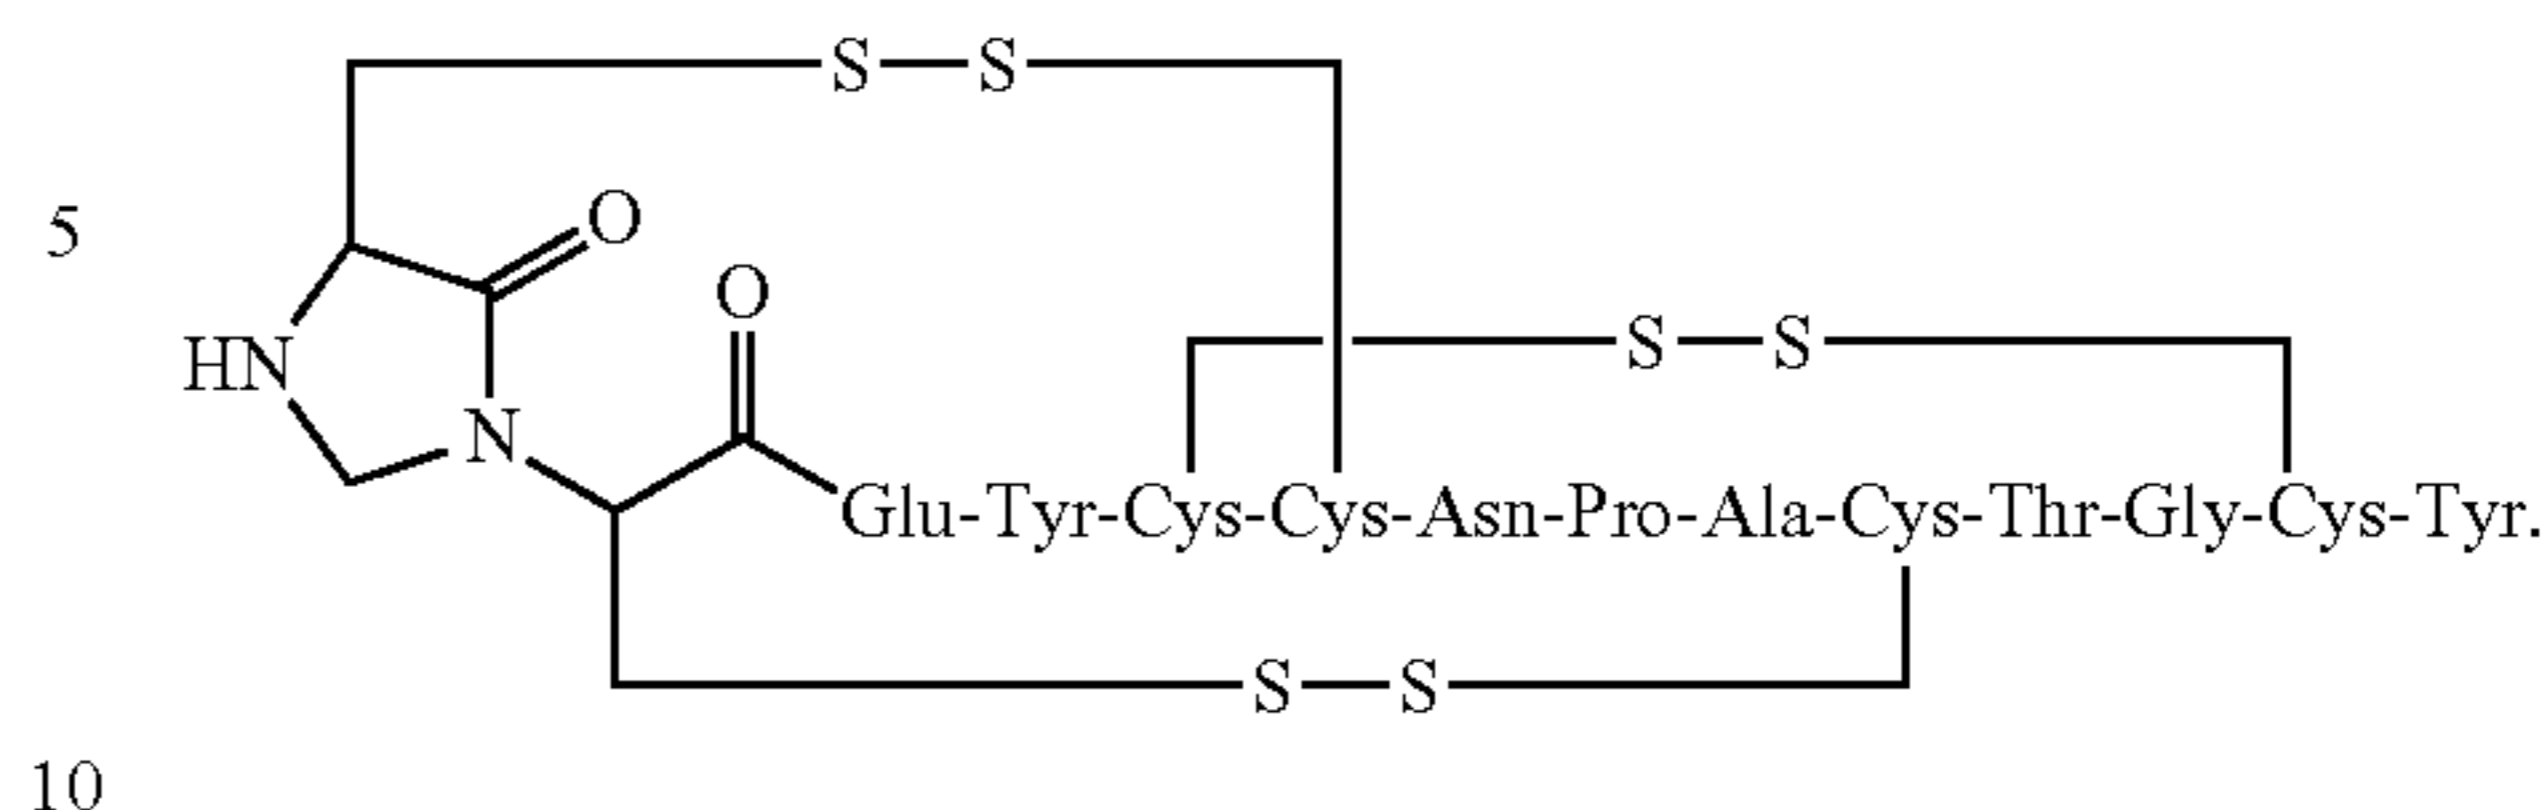 S—S
5
O
O
HN
S—S
N
Glu-Tyr-Cys-Cys-Asn-Pro-Ala-Cys-Thr-Gly-Cys-Tyr.
S—S
10